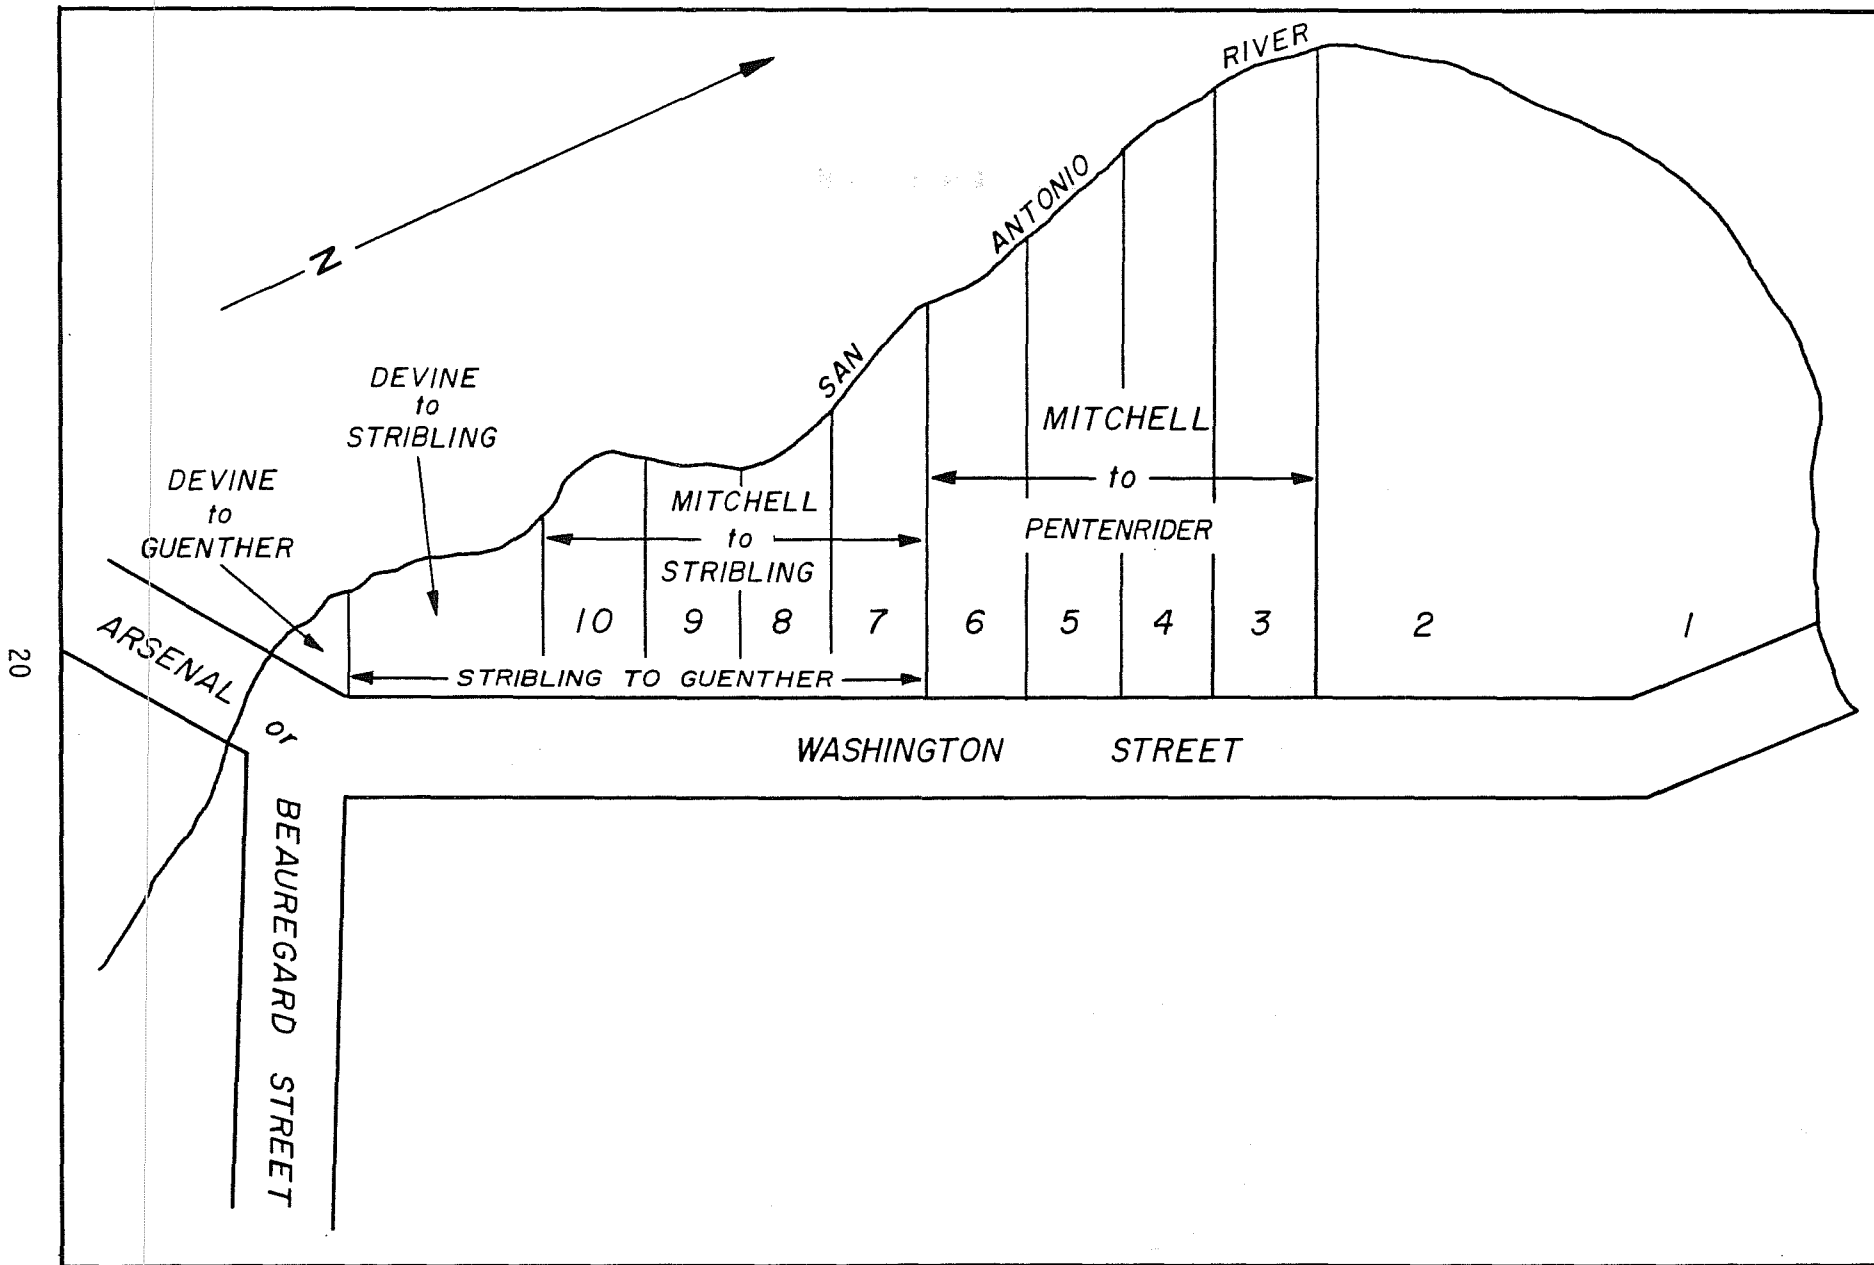 RIVER
ANTONIO
SAN
N
DEVINE
to
STRIBLING
DEVINE
to
GUENTHER
MITCHELL
to
PENTENRIDER
MITCHELL
to
STRIBLING
10 9 8 7 6 5 4 3 2 1
STRIBLING TO GUENTHER
ARSENAL
or
BEAUREGARD STREET
WASHINGTON STREET
20